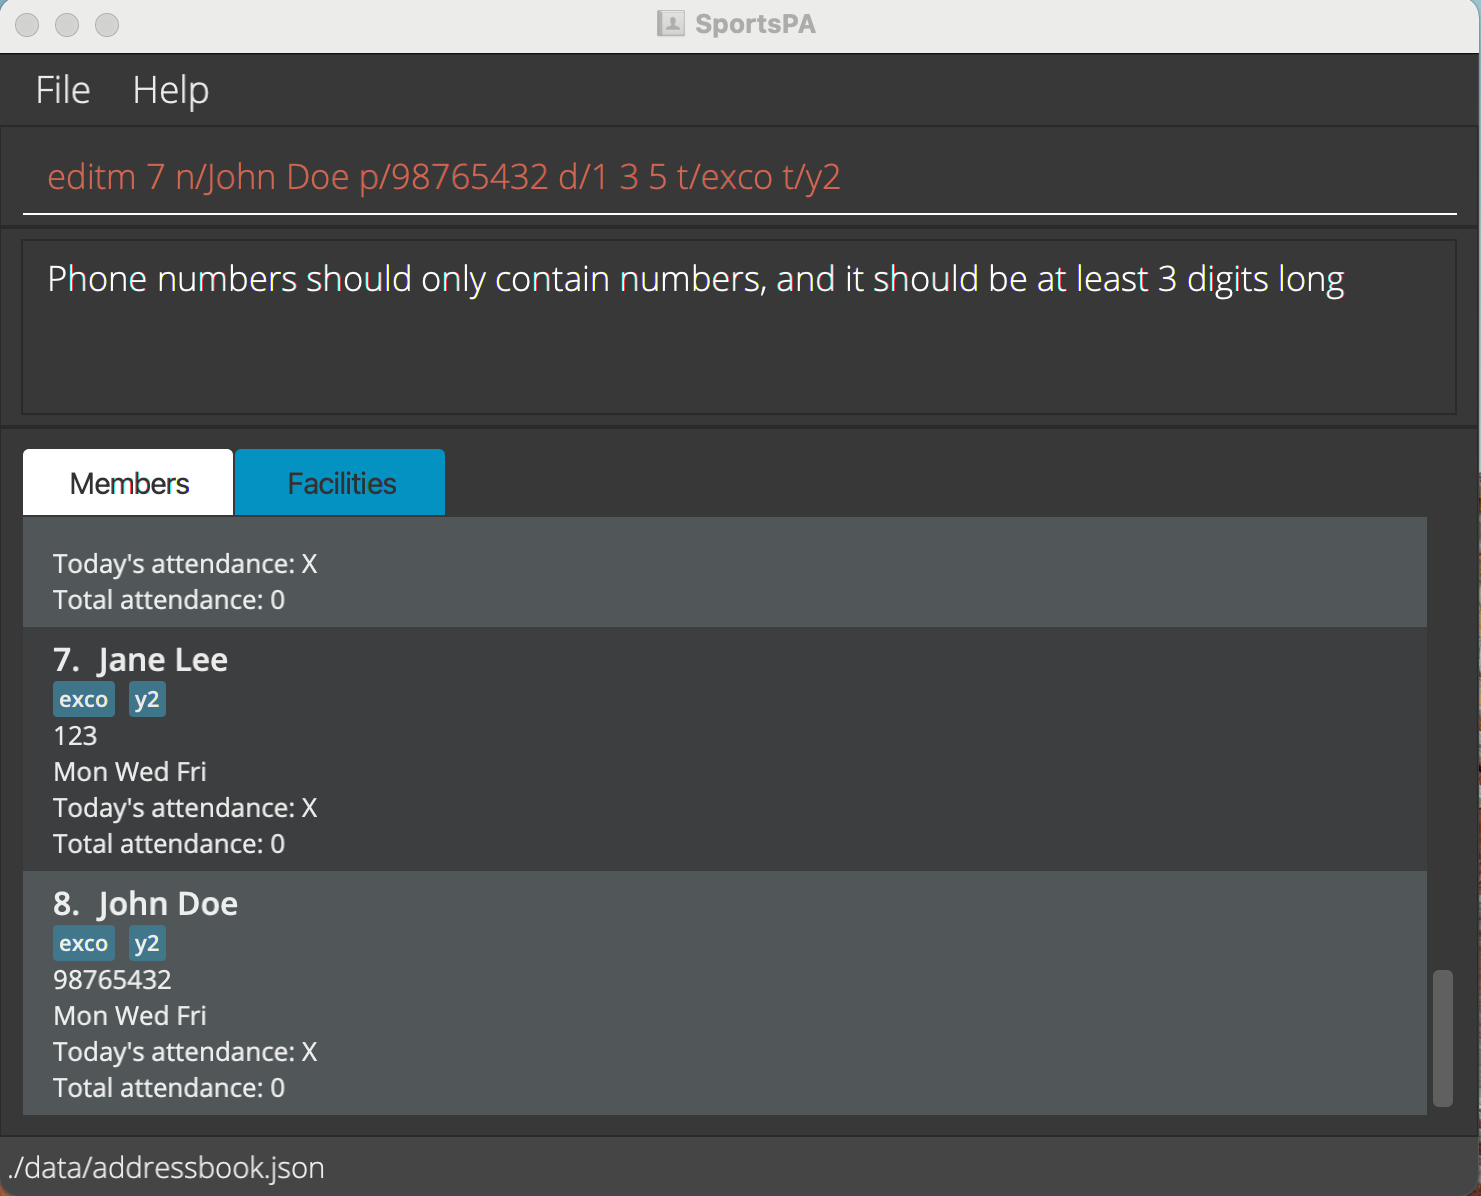 SportsPA
File Help
editm 7 n/John Doe p/98765432 d/1 3 5 t/exco t/y2
Phone numbers should only contain numbers, and it should be at least 3 digits long
Members Facilities
Today's attendance: X
Total attendance: 0
7. Jane Lee
exco y2
123
Mon Wed Fri
Today's attendance: X
Total attendance: 0
8. John Doe
exco y2
98765432
Mon Wed Fri
Today's attendance: X
Total attendance: 0
./data/addressbook.json